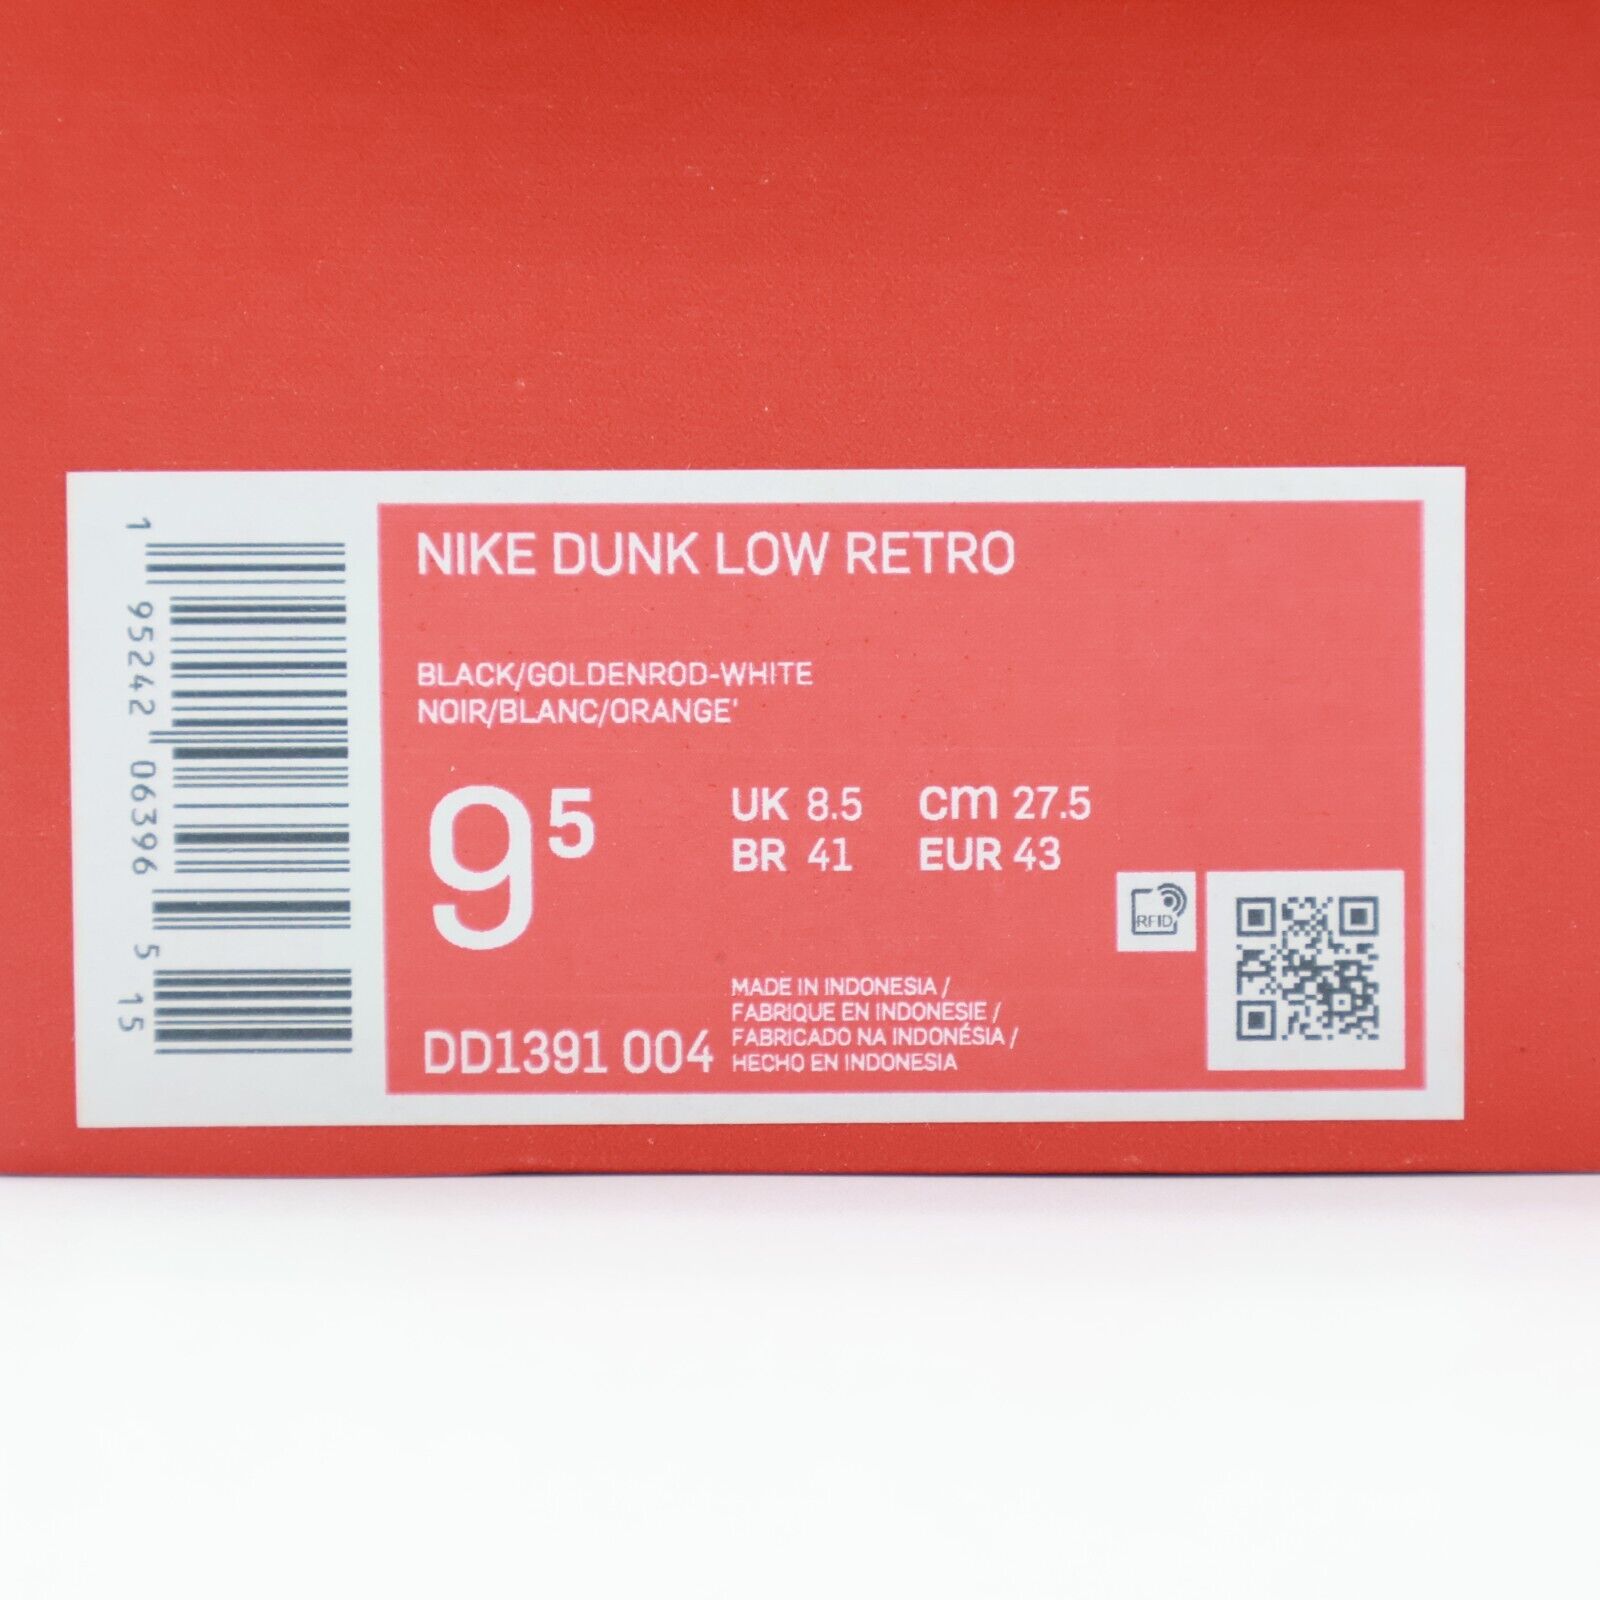 1 95242 06396 5 15
NIKE DUNK LOW RETRO
BLACK/GOLDENROD-WHITE
NOIR/BLANC/ORANGE'
9 5
UK 8.5 cm 27.5
BR 41 EUR 43
RFID
DD1391 004
MADE IN INDONESIA /
FABRIQUE EN INDONESIE /
FABRICADO NA INDONÉSIA /
HECHO EN INDONESIA